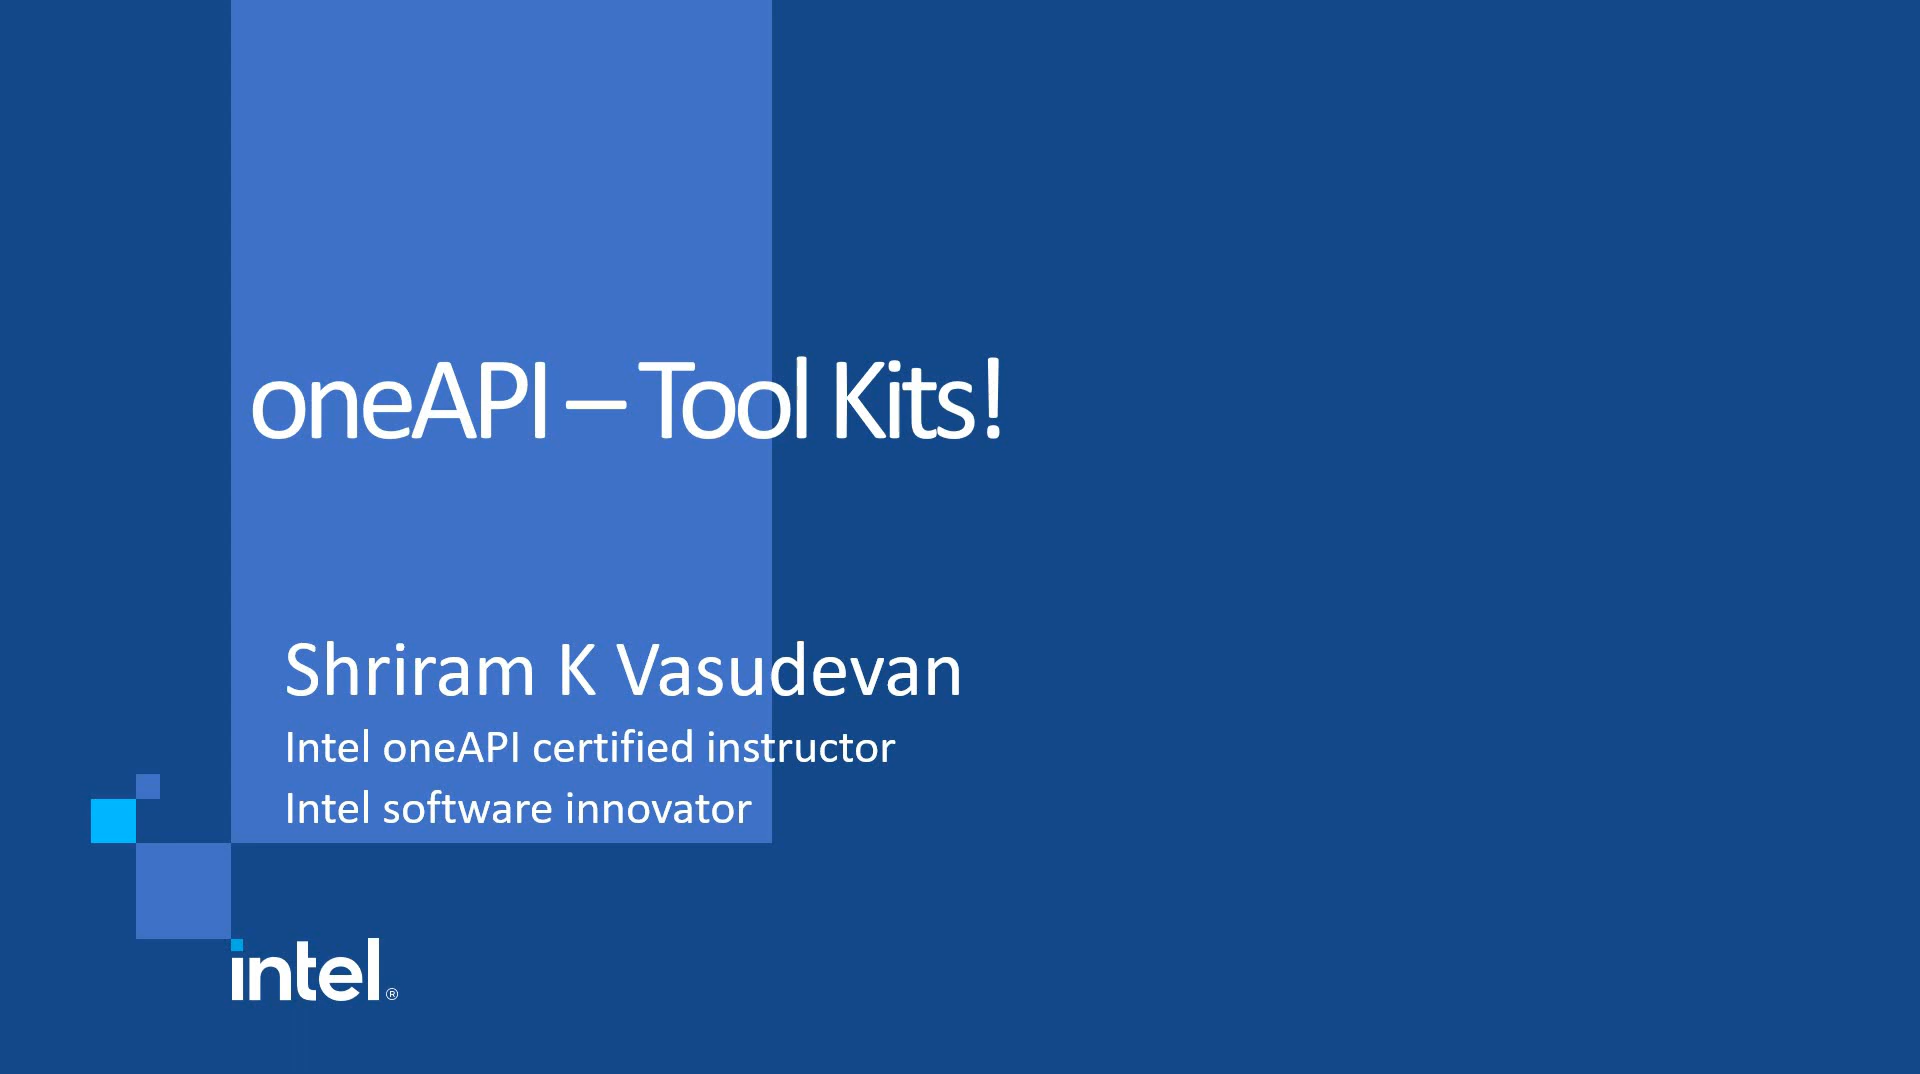 oneAPI – Tool Kits!
Shriram K Vasudevan
Intel oneAPI certified instructor
Intel software innovator
intel®